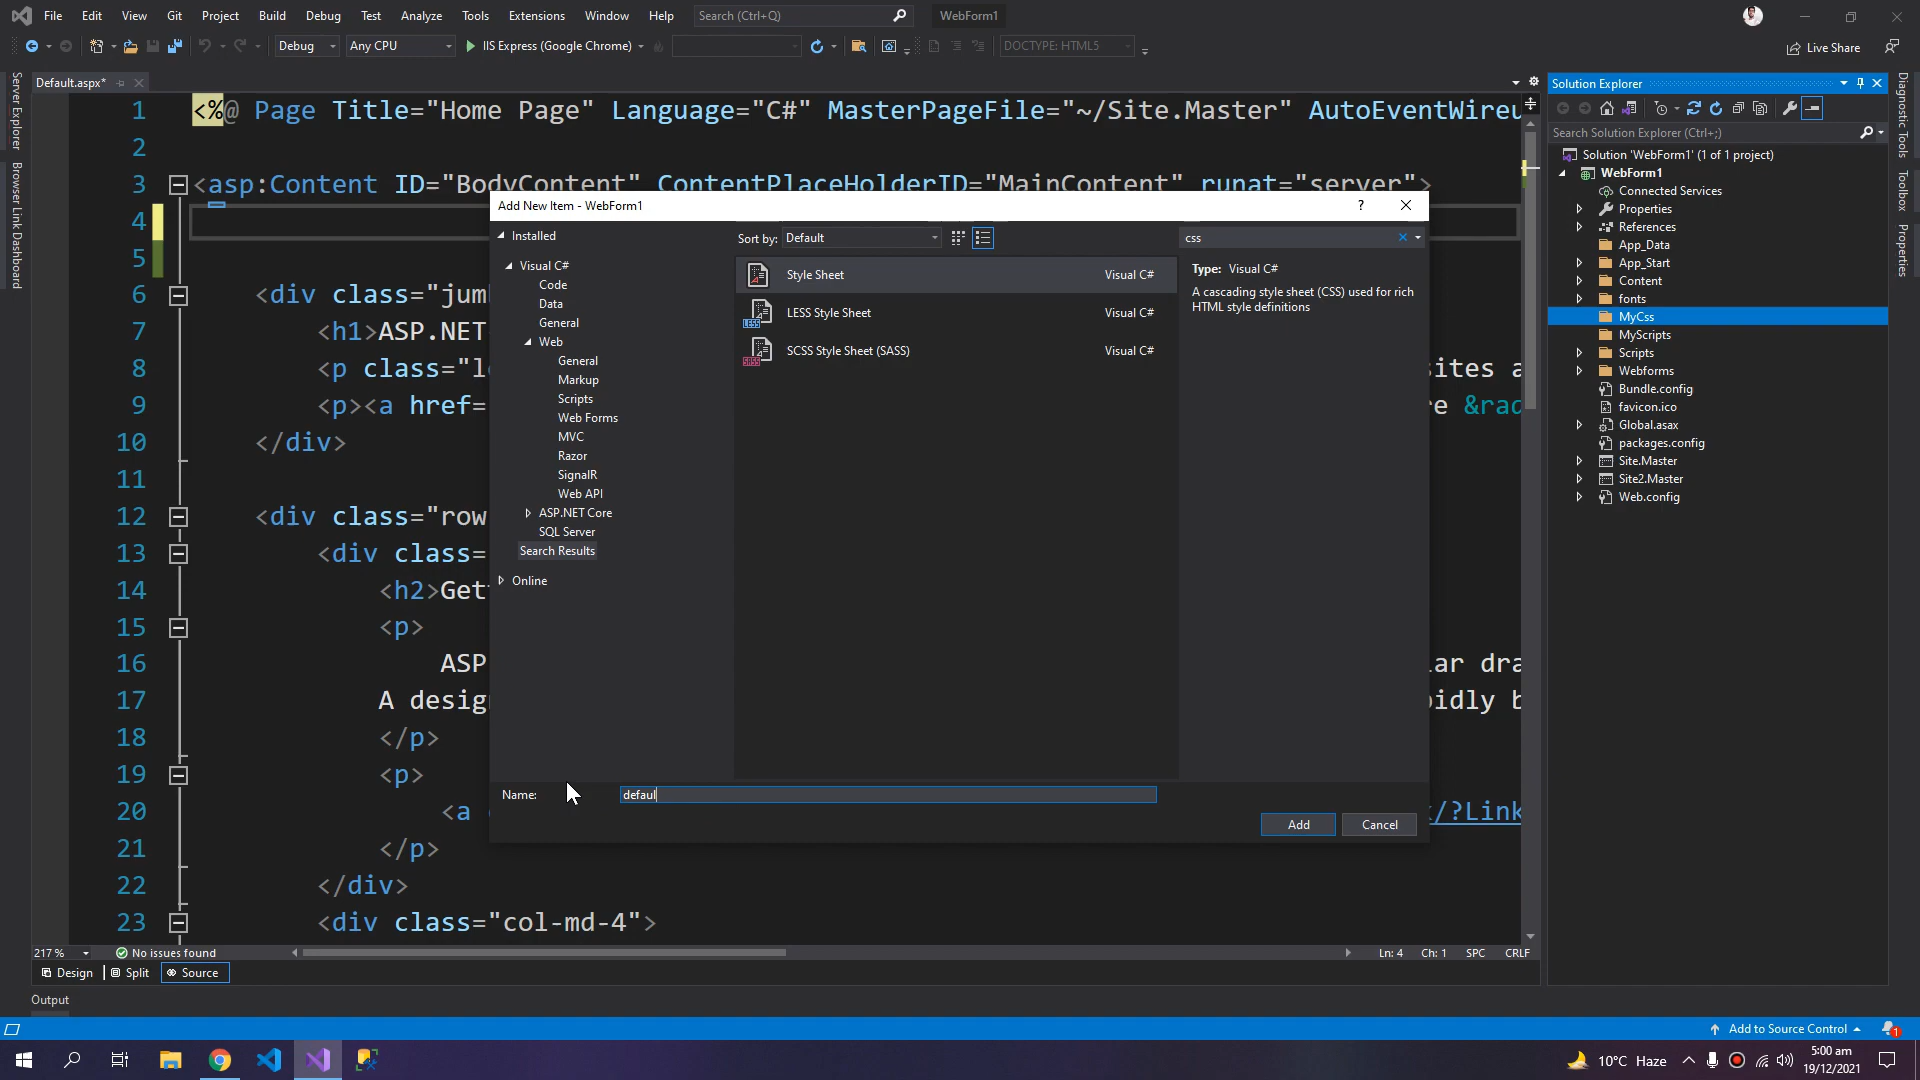 File Edit View Git Project Build Debug Test Analyze Tools Extensions Window Help Search (Ctrl+Q) WebForm1
Debug Any CPU IIS Express (Google Chrome) DOCTYPE: HTML5 Live Share
Default.aspx*
Server Explorer
Browser Link Dashboard
1 <%@ Page Title="Home Page" Language="C#" MasterPageFile="~/Site.Master" AutoEventWireu
2
3 <asp:Content ID="BodyContent" ContentPlaceHolderID="MainContent" runat="server">
4
5
6 <div class="jum
7 <h1>ASP.NET
8 <p class="l ites a
9 <p><a href= e &raq
10 </div>
11
12 <div class="row
13 <div class=
14 <h2>Get
15 <p>
16 ASP ar dra
17 A desig idly b
18 </p>
19 <p>
20 <a /?Link
21 </p>
22 </div>
23 <div class="col-md-4">
Add New Item - WebForm1
?
Installed
Visual C#
Code
Data
General
Web
General
Markup
Scripts
Web Forms
MVC
Razor
SignalR
Web API
ASP.NET Core
SQL Server
Search Results
Online
Sort by: Default
css
Style Sheet Visual C#
LESS Style Sheet Visual C#
SCSS Style Sheet (SASS) Visual C#
Type: Visual C#
A cascading style sheet (CSS) used for rich
HTML style definitions
Name: defaul
Add Cancel
Solution Explorer
Search Solution Explorer (Ctrl+;)
Solution 'WebForm1' (1 of 1 project)
WebForm1
Connected Services
Properties
References
App_Data
App_Start
Content
fonts
MyCss
MyScripts
Scripts
Webforms
Bundle.config
favicon.ico
Global.asax
packages.config
Site.Master
Site2.Master
Web.config
Diagnostic Tools
Toolbox
Properties
217 % No issues found Ln: 4 Ch: 1 SPC CRLF
Design Split Source
Output
Add to Source Control 1
10°C Haze 5:00 am
19/12/2021